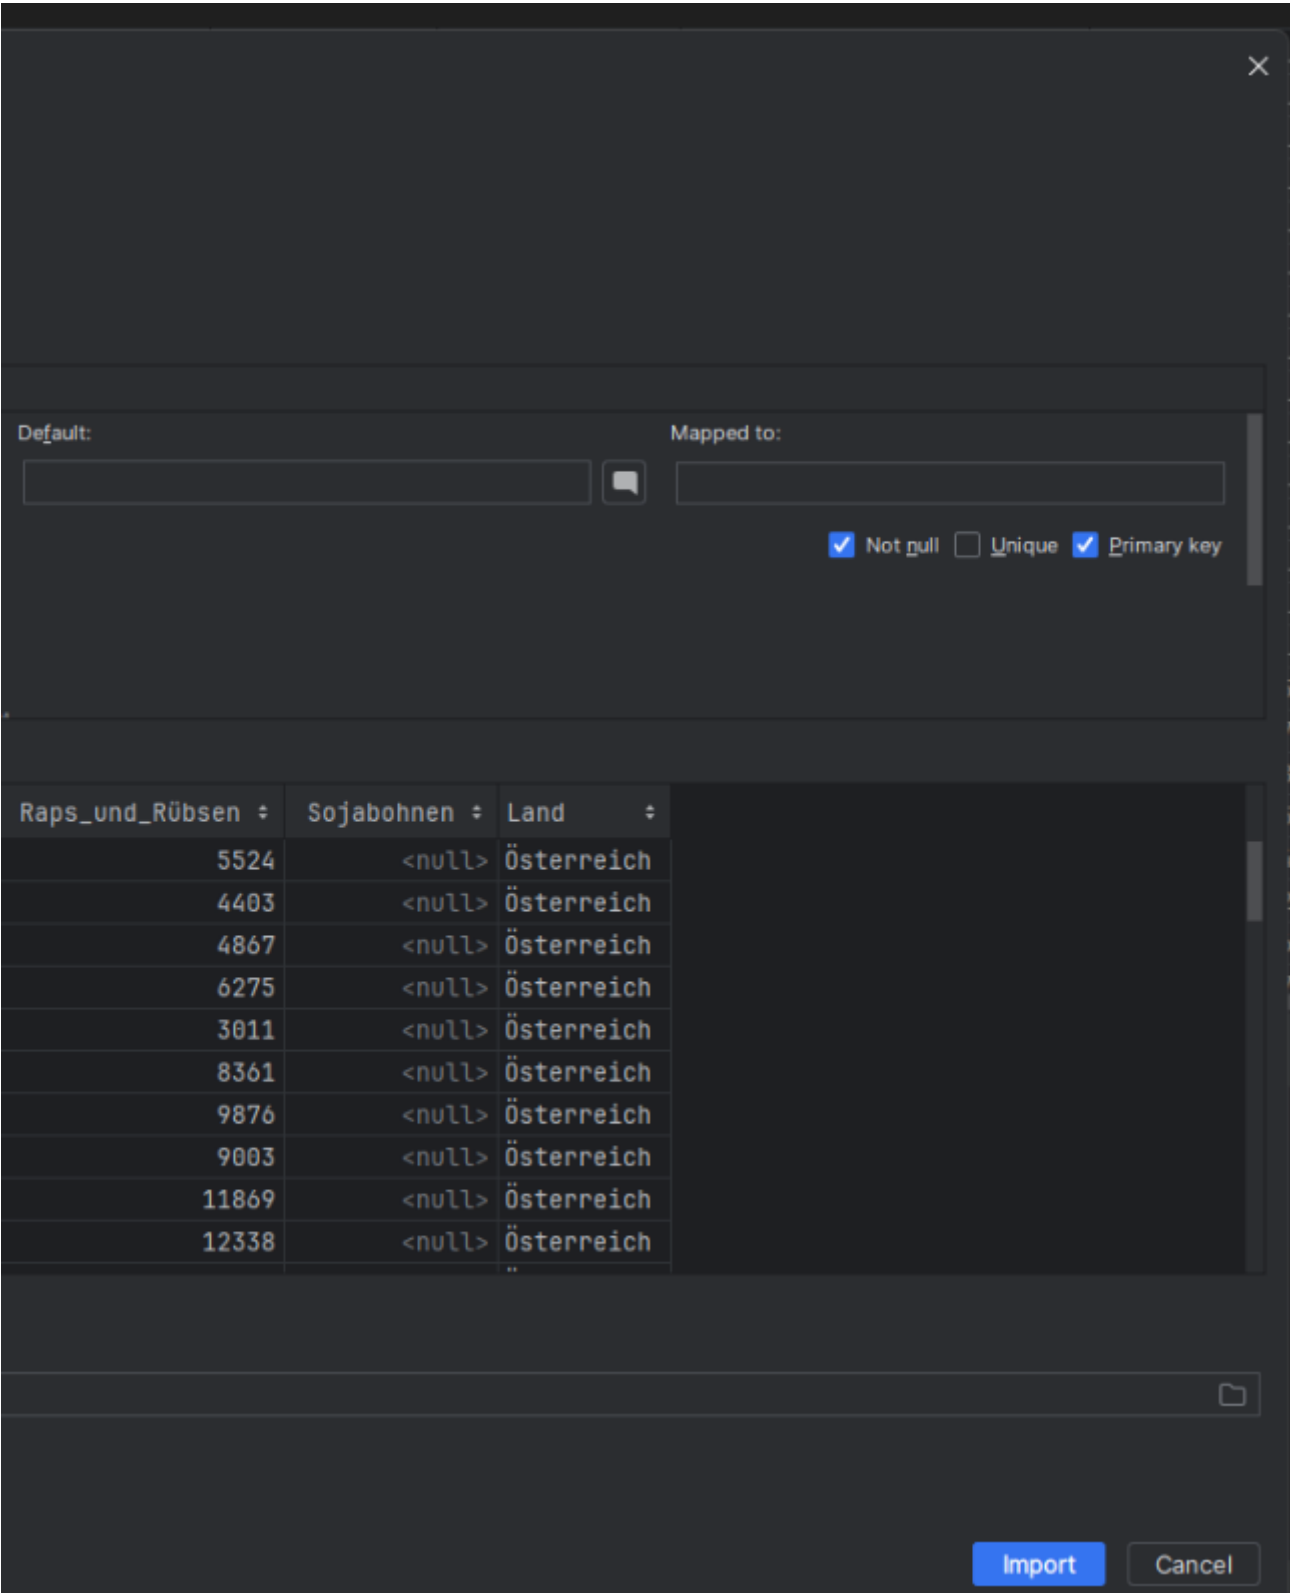 Default: Mapped to:
Not null Unique Primary key
Raps_und_Rübsen Sojabohnen Land
5524 <null> Österreich
4403 <null> Österreich
4867 <null> Österreich
6275 <null> Österreich
3011 <null> Österreich
8361 <null> Österreich
9876 <null> Österreich
9003 <null> Österreich
11869 <null> Österreich
12338 <null> Österreich
Import Cancel